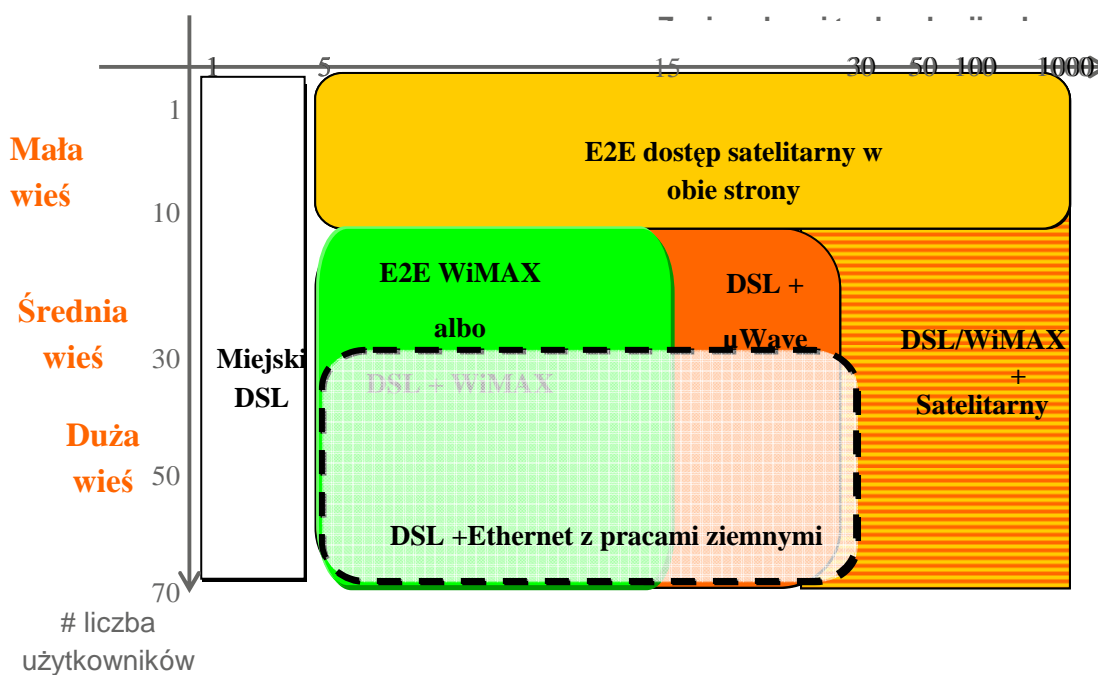 1 5 15 30 50 100 1000
1
Mała
wieś
E2E dostęp satelitarny w
obie strony
10
E2E WiMAX
albo
DSL + WiMAX
DSL +
µWave
Średnia
wieś
30
Miejski
DSL
DSL/WiMAX
+
Satelitarny
Duża
wieś
50
DSL +Ethernet z pracami ziemnymi
70
# liczba
użytkowników